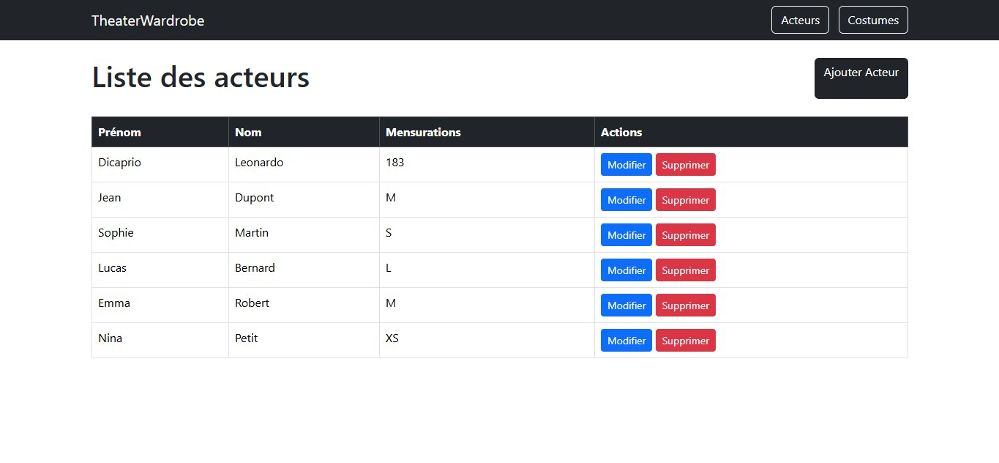 TheaterWardrobe Acteurs Costumes
Liste des acteurs Ajouter Acteur
Prénom Nom Mensurations Actions
Dicaprio Leonardo 183 Modifier Supprimer
Jean Dupont M Modifier Supprimer
Sophie Martin S Modifier Supprimer
Lucas Bernard L Modifier Supprimer
Emma Robert M Modifier Supprimer
Nina Petit XS Modifier Supprimer